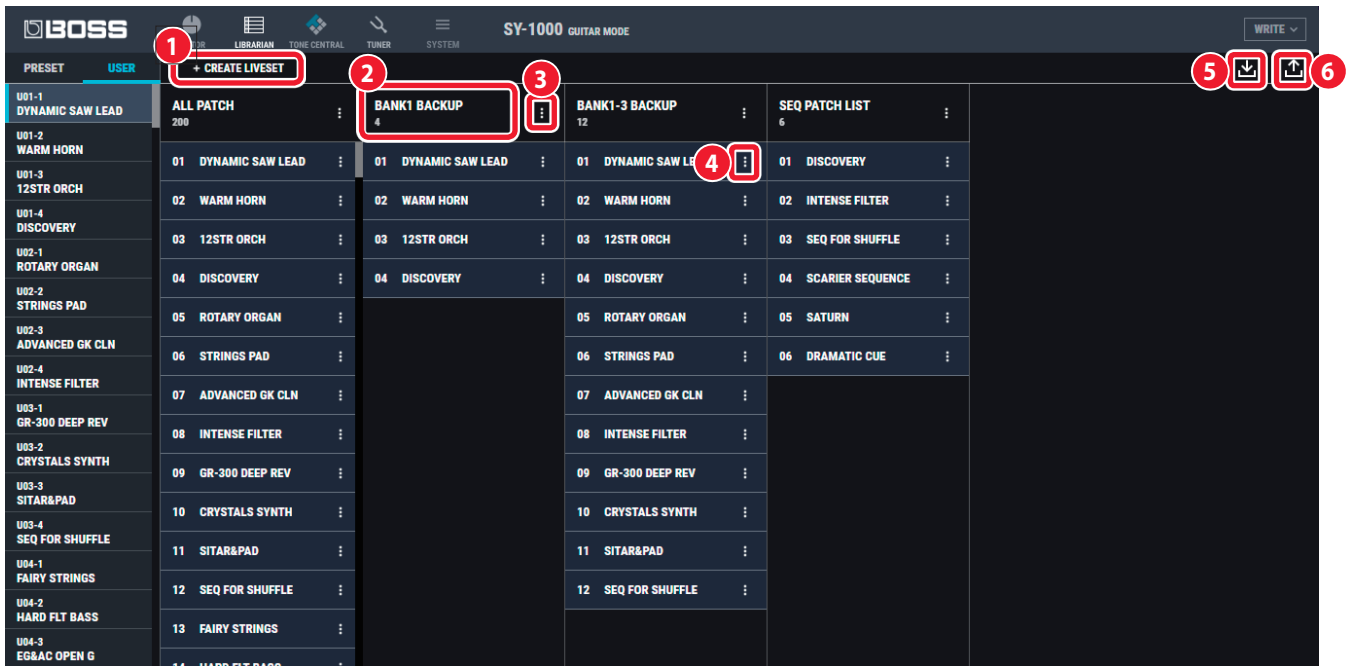 BOSS
LIBRARIAN
TONE CENTRAL
TUNER
SYSTEM
SY-1000 GUITAR MODE
WRITE
1
2
3
5
6
PRESET
USER
+ CREATE LIVESET
U01-1
DYNAMIC SAW LEAD
U01-2
WARM HORN
U01-3
12STR ORCH
U01-4
DISCOVERY
U02-1
ROTARY ORGAN
U02-2
STRINGS PAD
U02-3
ADVANCED GK CLN
U02-4
INTENSE FILTER
U03-1
GR-300 DEEP REV
U03-2
CRYSTALS SYNTH
U03-3
SITAR&PAD
U03-4
SEQ FOR SHUFFLE
U04-1
FAIRY STRINGS
U04-2
HARD FLT BASS
U04-3
EG&AC OPEN G
ALL PATCH
200
01 DYNAMIC SAW LEAD
02 WARM HORN
03 12STR ORCH
04 DISCOVERY
05 ROTARY ORGAN
06 STRINGS PAD
07 ADVANCED GK CLN
08 INTENSE FILTER
09 GR-300 DEEP REV
10 CRYSTALS SYNTH
11 SITAR&PAD
12 SEQ FOR SHUFFLE
13 FAIRY STRINGS
14 HARD FLT BASS
BANK1 BACKUP
4
01 DYNAMIC SAW LEAD
02 WARM HORN
03 12STR ORCH
04 DISCOVERY
BANK1-3 BACKUP
12
01 DYNAMIC SAW 4
02 WARM HORN
03 12STR ORCH
04 DISCOVERY
05 ROTARY ORGAN
06 STRINGS PAD
07 ADVANCED GK CLN
08 INTENSE FILTER
09 GR-300 DEEP REV
10 CRYSTALS SYNTH
11 SITAR&PAD
12 SEQ FOR SHUFFLE
SEQ PATCH LIST
6
01 DISCOVERY
02 INTENSE FILTER
03 SEQ FOR SHUFFLE
04 SCARIER SEQUENCE
05 SATURN
06 DRAMATIC CUE